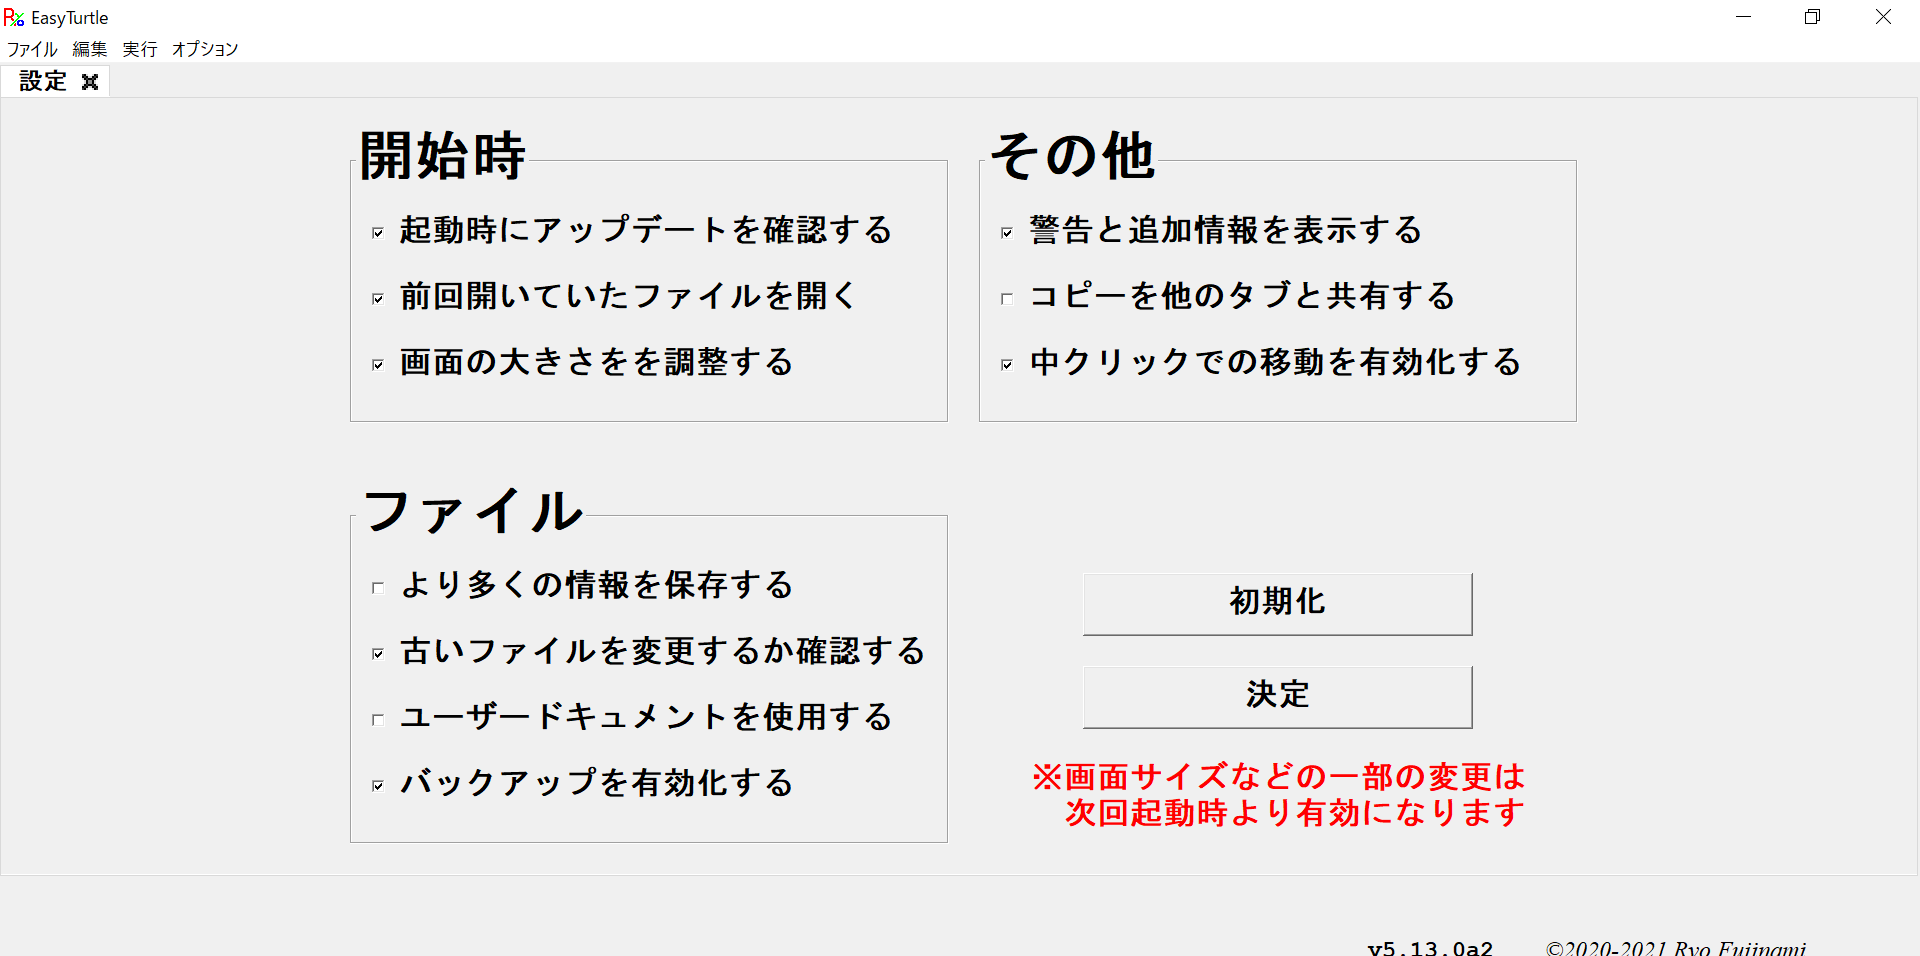 EasyTurtle
ファイル 編集 実行 オプション
設定
開始時
起動時にアップデートを確認する
前回開いていたファイルを開く
画面の大きさをを調整する
その他
警告と追加情報を表示する
コピーを他のタブと共有する
中クリックでの移動を有効化する
ファイル
より多くの情報を保存する
古いファイルを変更するか確認する
ユーザードキュメントを使用する
バックアップを有効化する
初期化
決定
※画面サイズなどの一部の変更は
次回起動時より有効になります
v5.13.0a2 ©2020-2021 Ryo Fujinami